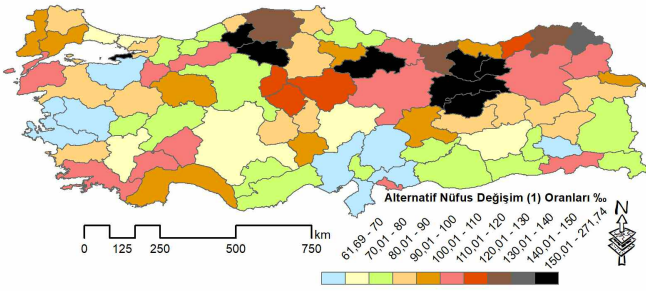 Alternatif Nüfus Değişim (1) Oranları ‰
N
61,69 - 70
70,01 - 80
80,01 - 90
90,01 - 100
100,01 - 110
110,01 - 120
120,01 - 130
130,01 - 140
140,01 - 150
150,01 - 271,74
0 125 250 500 750
km